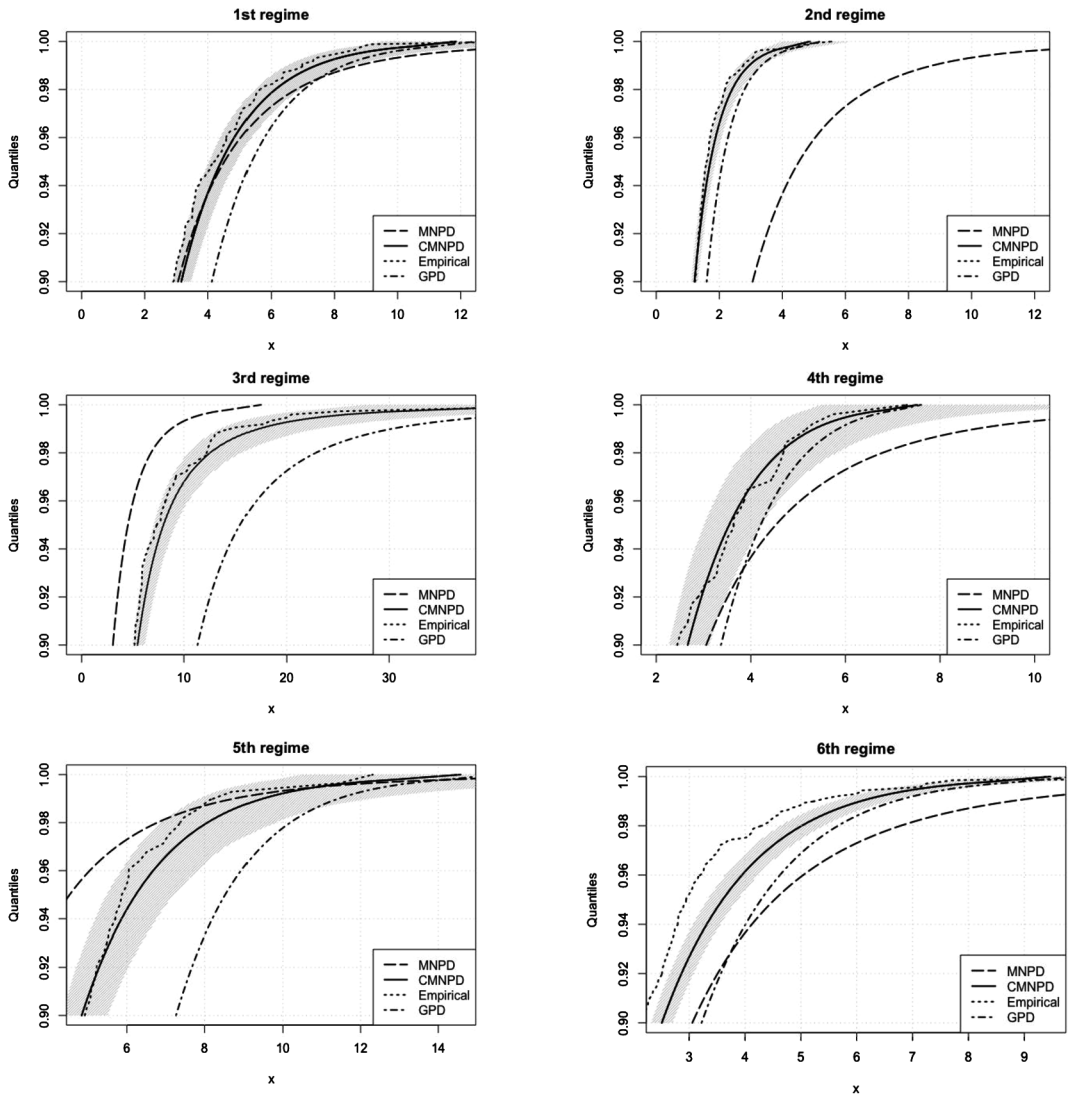 1st regime
Quantiles
1.00
0.98
0.96
0.94
0.92
0.90
MNPD
CMNPD
Empirical
GPD
0 2 4 6 8 10 12
x
2nd regime
Quantiles
1.00
0.98
0.96
0.94
0.92
0.90
MNPD
CMNPD
Empirical
GPD
0 2 4 6 8 10 12
x
3rd regime
Quantiles
1.00
0.98
0.96
0.94
0.92
0.90
MNPD
CMNPD
Empirical
GPD
0 10 20 30
x
4th regime
Quantiles
1.00
0.98
0.96
0.94
0.92
0.90
MNPD
CMNPD
Empirical
GPD
2 4 6 8 10
x
5th regime
Quantiles
1.00
0.98
0.96
0.94
0.92
0.90
MNPD
CMNPD
Empirical
GPD
6 8 10 12 14
x
6th regime
Quantiles
1.00
0.98
0.96
0.94
0.92
0.90
MNPD
CMNPD
Empirical
GPD
3 4 5 6 7 8 9
x